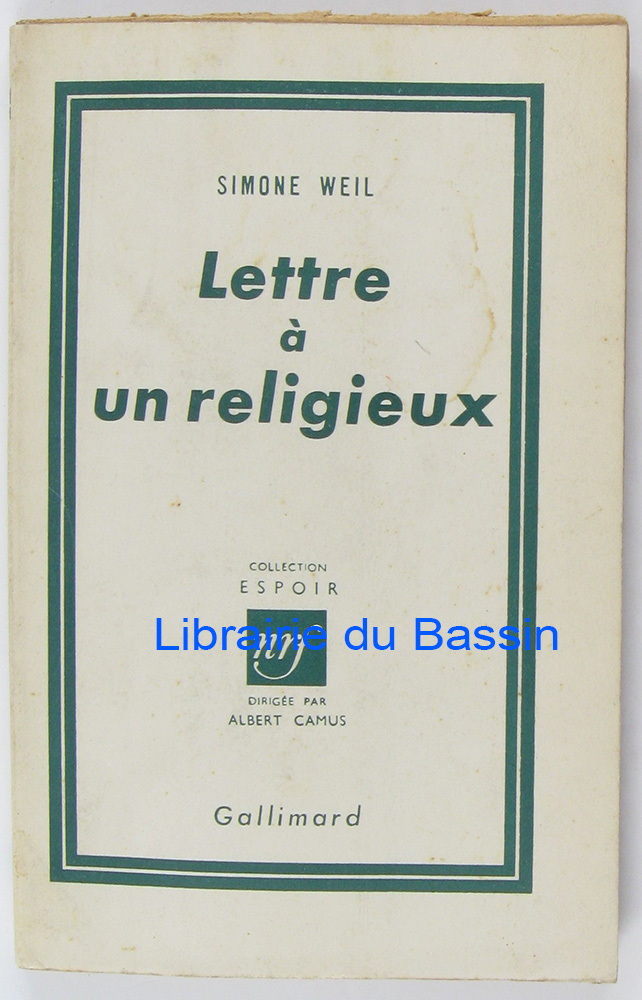 SIMONE WEIL
Lettre
à
un religieux
COLLECTION
ESPOIR
nrf
Librairie du Bassin
DIRIGÉE PAR
ALBERT CAMUS
Gallimard